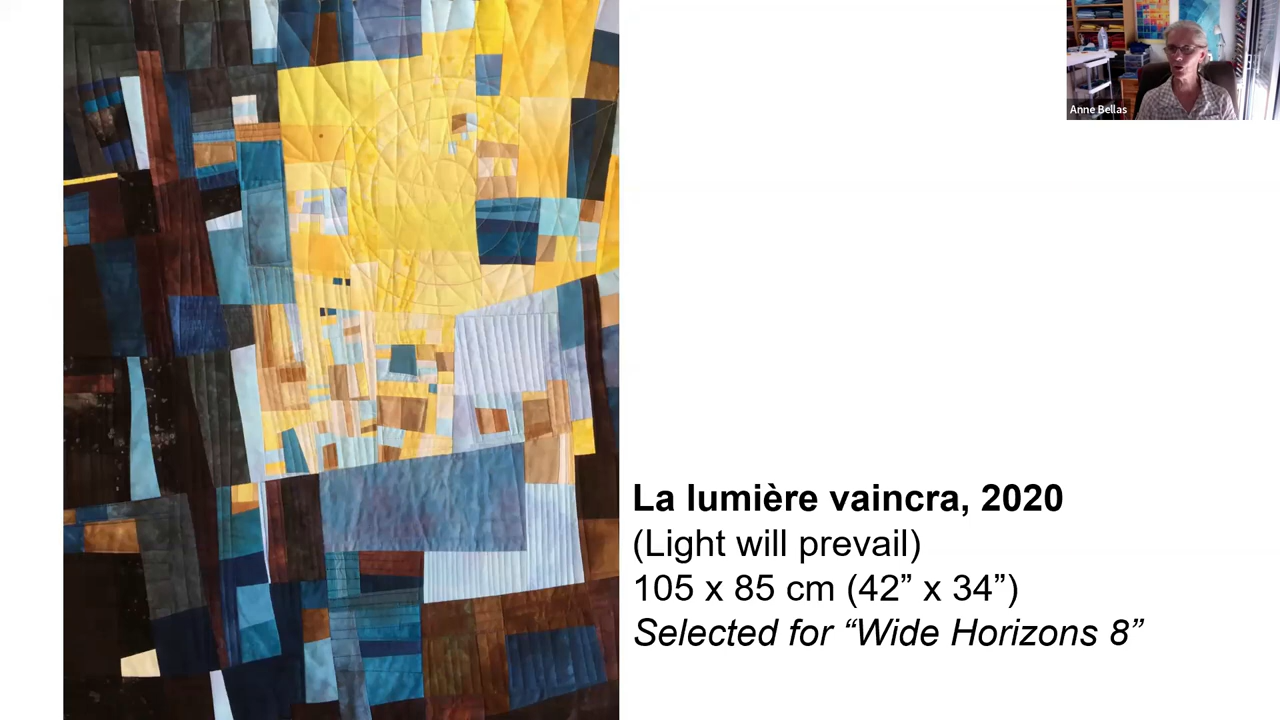 Anne Bellas
La lumière vaincra, 2020
(Light will prevail)
105 x 85 cm (42” x 34”)
Selected for “Wide Horizons 8”